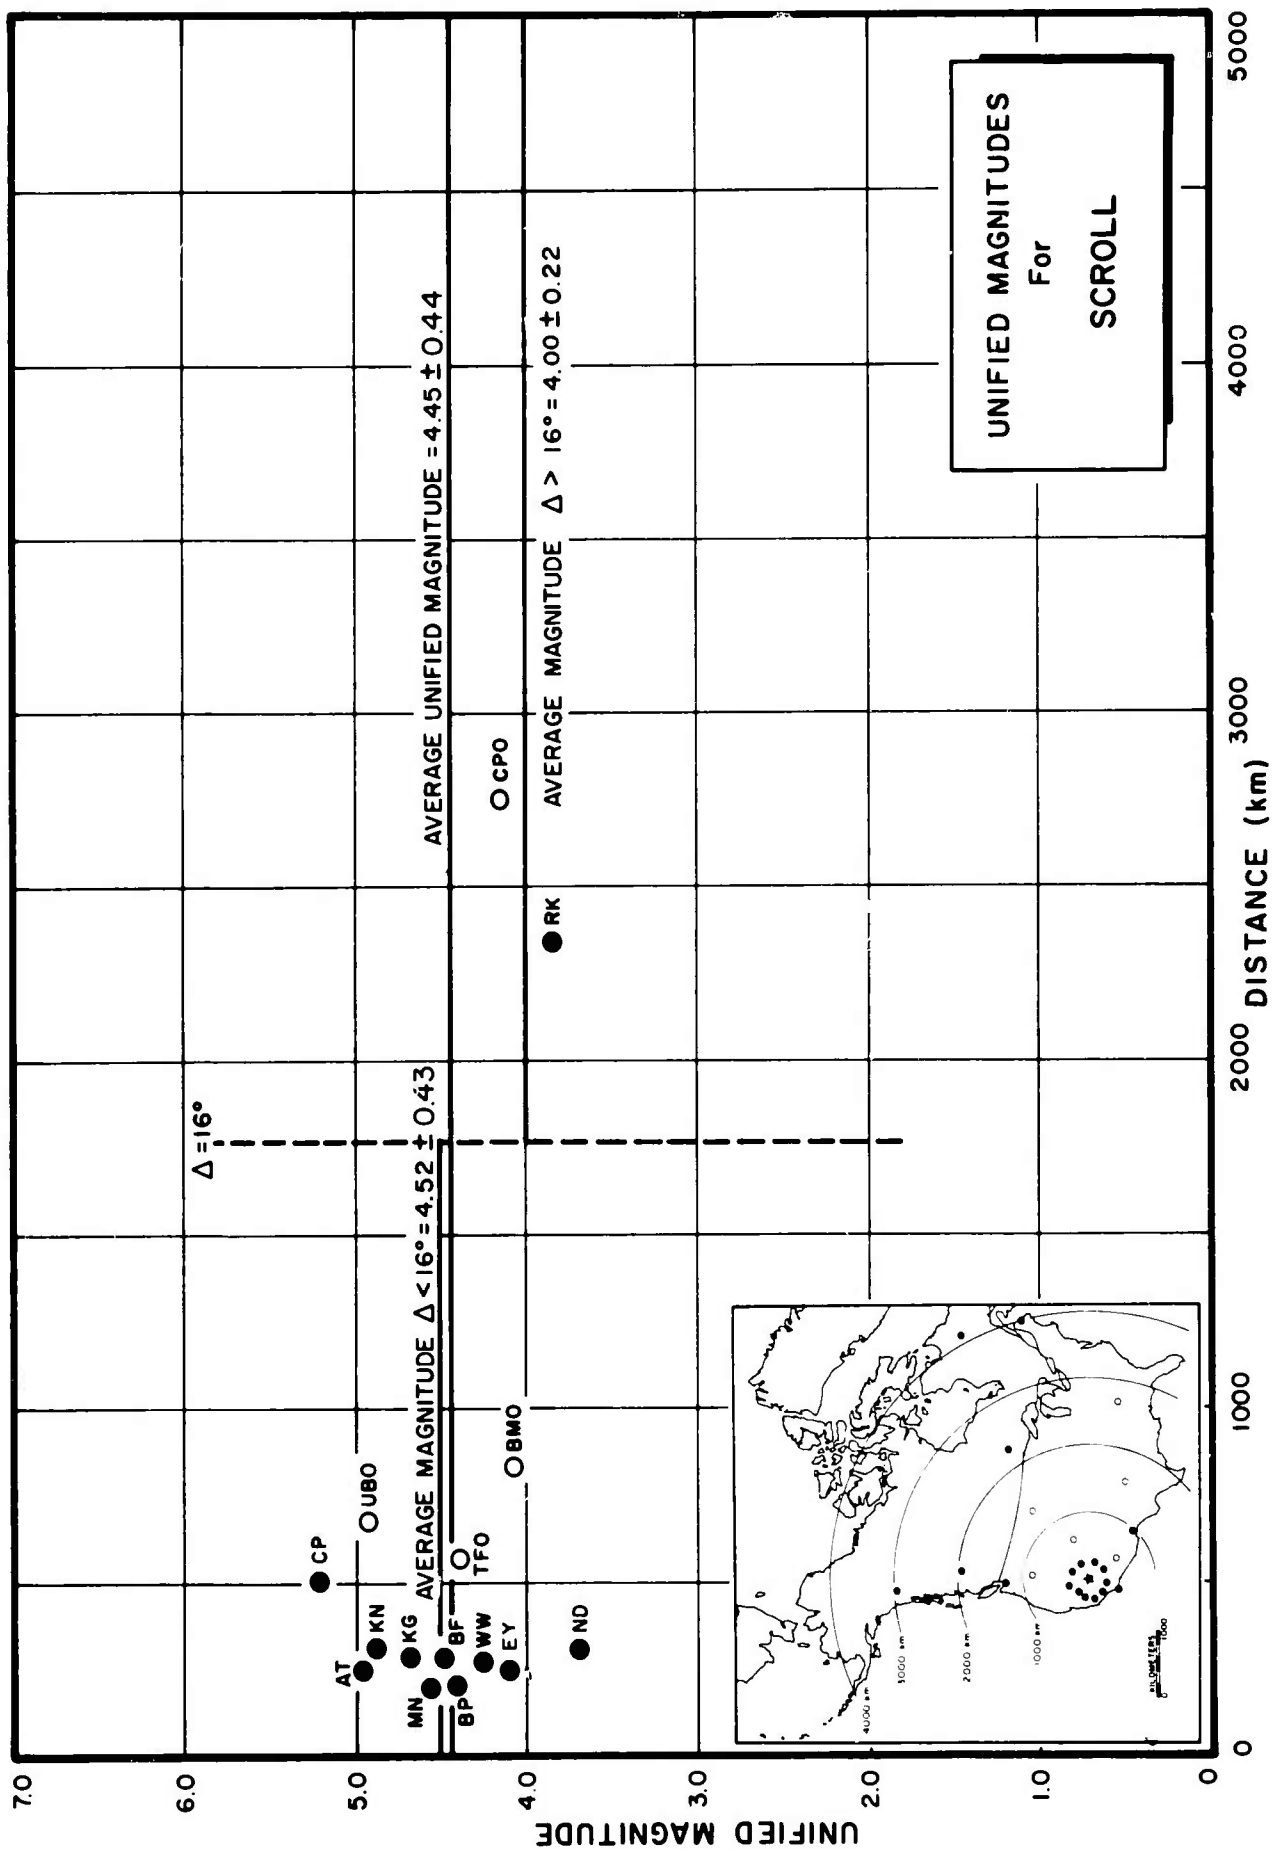 UNIFIED MAGNITUDES
For
SCROLL
AVERAGE UNIFIED MAGNITUDE = 4.45 ± 0.44
AVERAGE MAGNITUDE Δ > 16° = 4.00 ± 0.22
AVERAGE MAGNITUDE Δ < 16° = 4.52 ± 0.43
Δ = 16°
CP
UBO
BMO
TFO
CPO
RK
AT
KN
KG
MN
BF
BP
WW
EY
ND
UNIFIED MAGNITUDE
7.0
6.0
5.0
4.0
3.0
2.0
1.0
0
0
1000
2000
3000
4000
5000
DISTANCE (km)
4000 km
3000 km
2000 km
1000 km
KILOMETERS
0
1000